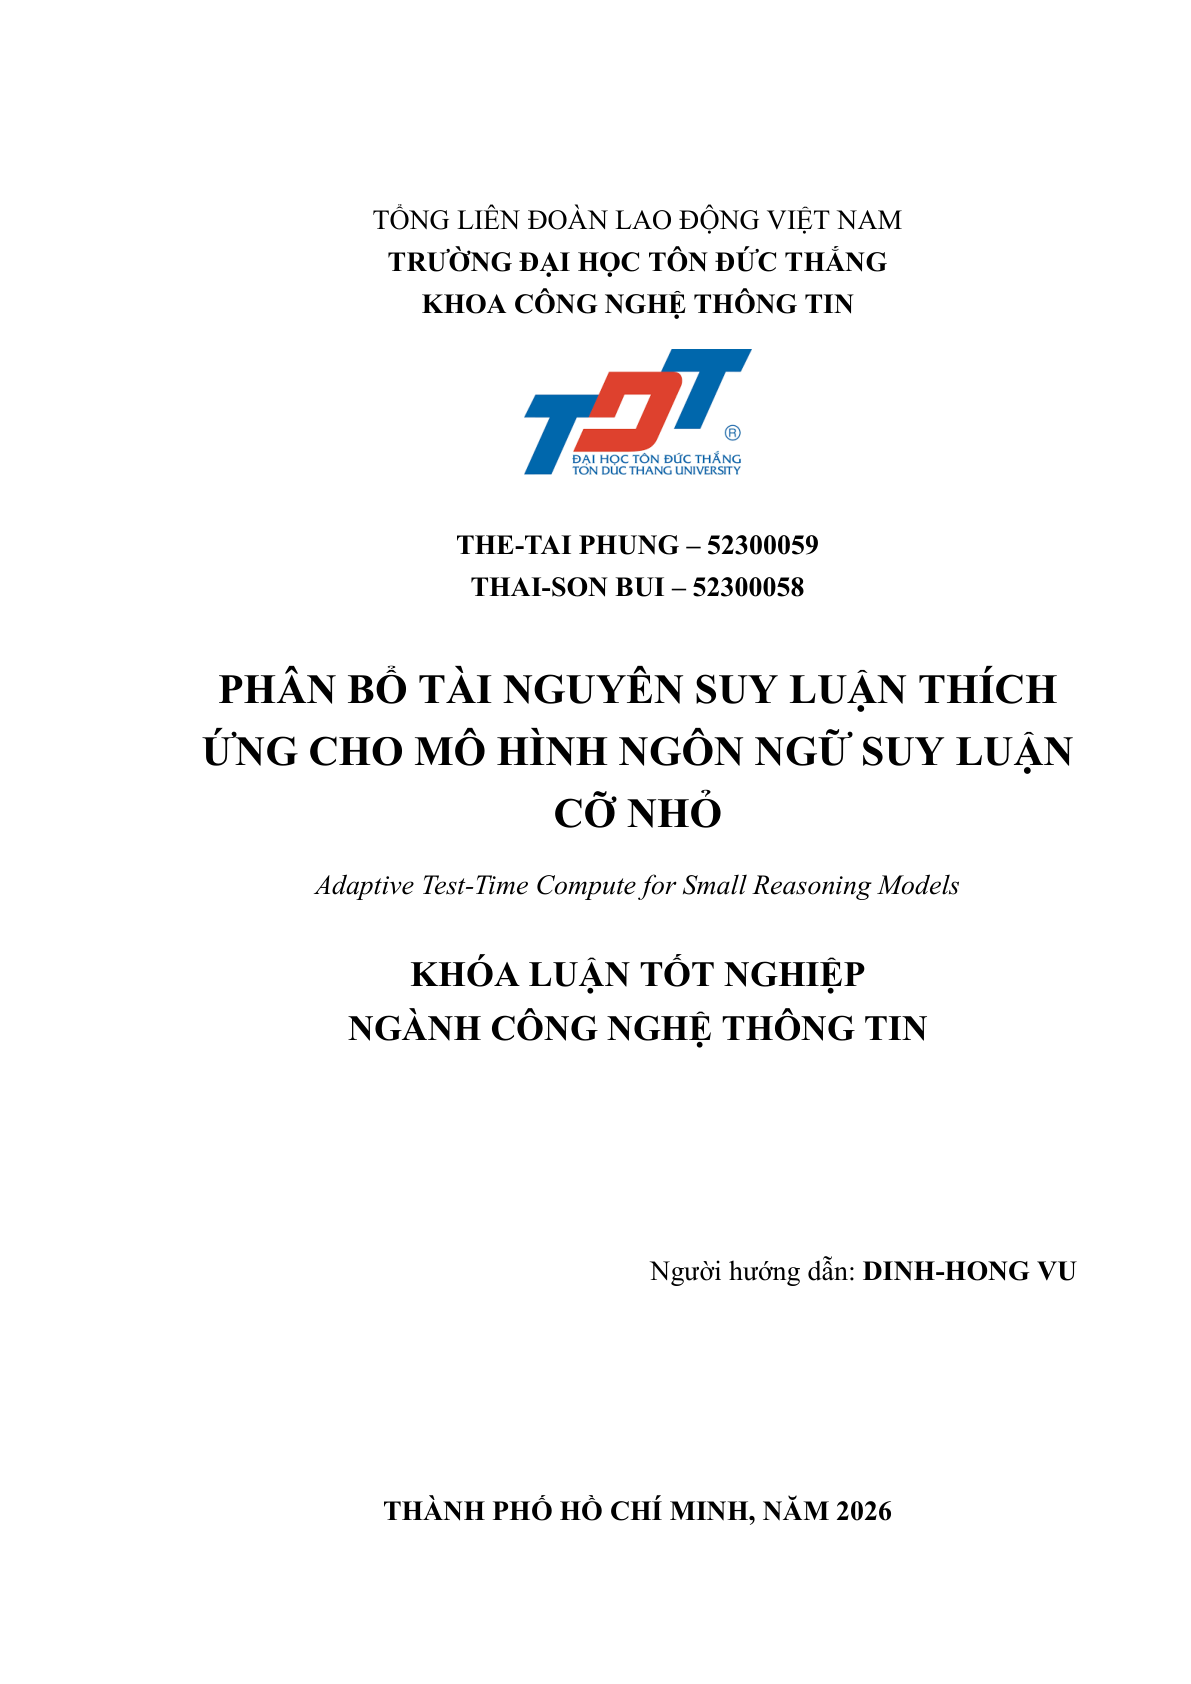 TỔNG LIÊN ĐOÀN LAO ĐỘNG VIỆT NAM
TRƯỜNG ĐẠI HỌC TÔN ĐỨC THẮNG
KHOA CÔNG NGHỆ THÔNG TIN
TDT
®
ĐẠI HỌC TÔN ĐỨC THẮNG
TON DUC THANG UNIVERSITY
THE-TAI PHUNG – 52300059
THAI-SON BUI – 52300058
PHÂN BỔ TÀI NGUYÊN SUY LUẬN THÍCH
ỨNG CHO MÔ HÌNH NGÔN NGỮ SUY LUẬN
CỠ NHỎ
Adaptive Test-Time Compute for Small Reasoning Models
KHÓA LUẬN TỐT NGHIỆP
NGÀNH CÔNG NGHỆ THÔNG TIN
Người hướng dẫn: DINH-HONG VU
THÀNH PHỐ HỒ CHÍ MINH, NĂM 2026